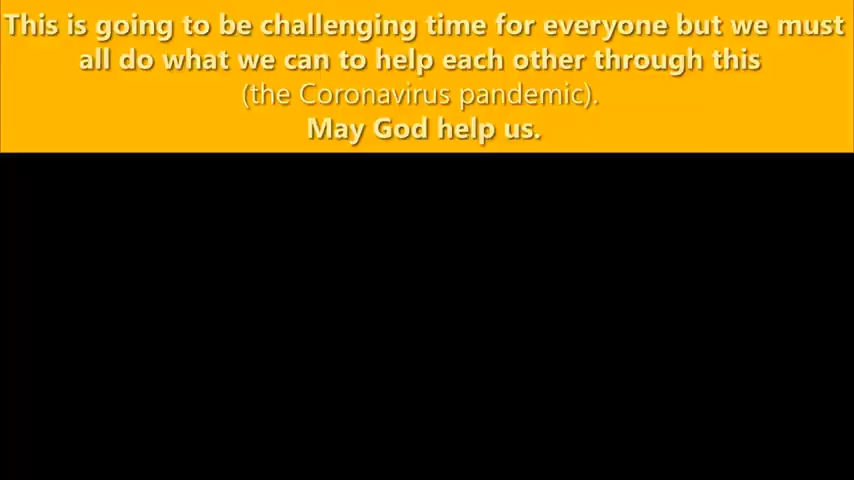 This is going to be challenging time for everyone but we must
all do what we can to help each other through this
(the Coronavirus pandemic).
May God help us.